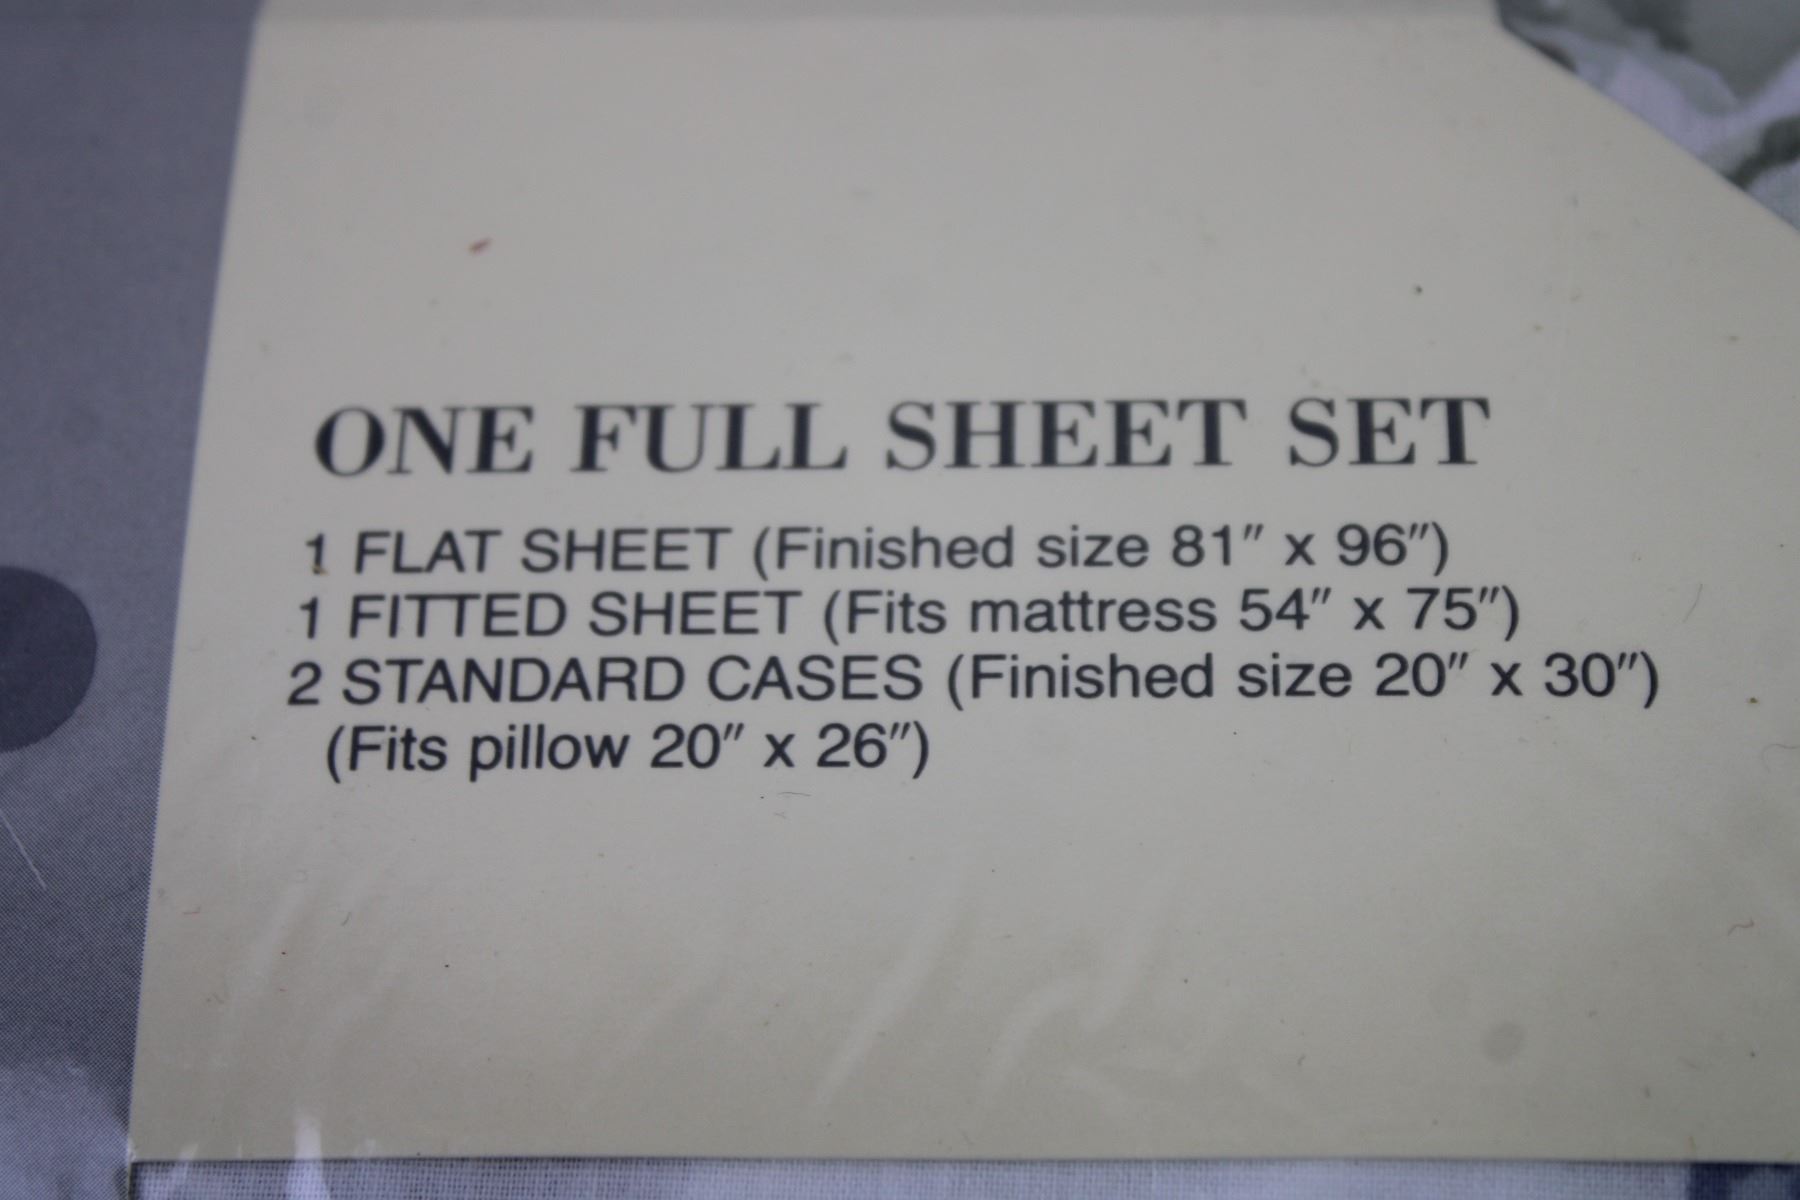 ONE FULL SHEET SET
1 FLAT SHEET (Finished size 81" x 96")
1 FITTED SHEET (Fits mattress 54" x 75")
2 STANDARD CASES (Finished size 20" x 30")
(Fits pillow 20" x 26")